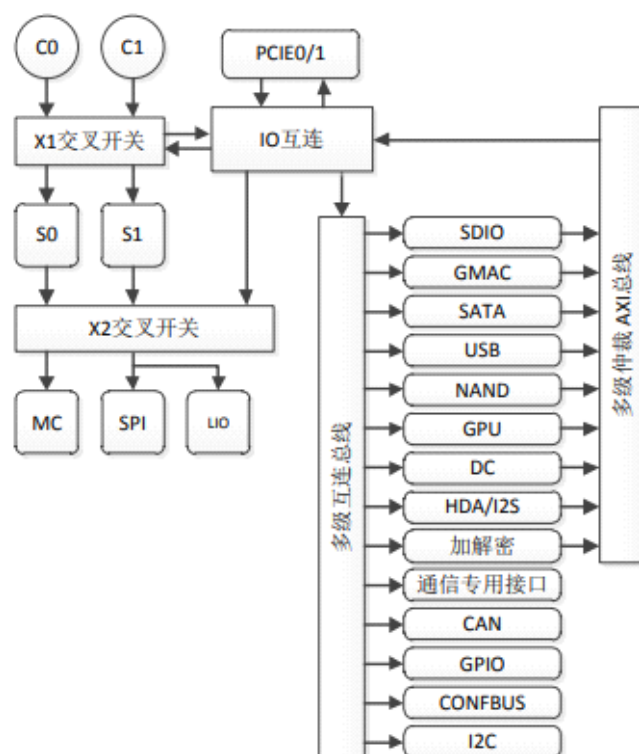 C0
C1
PCIE0/1
X1交叉开关
IO互连
S0
S1
X2交叉开关
MC
SPI
LIO
多级互连总线
SDIO
GMAC
SATA
USB
NAND
GPU
DC
HDA/I2S
加解密
通信专用接口
CAN
GPIO
CONFBUS
I2C
多级仲裁AXI总线